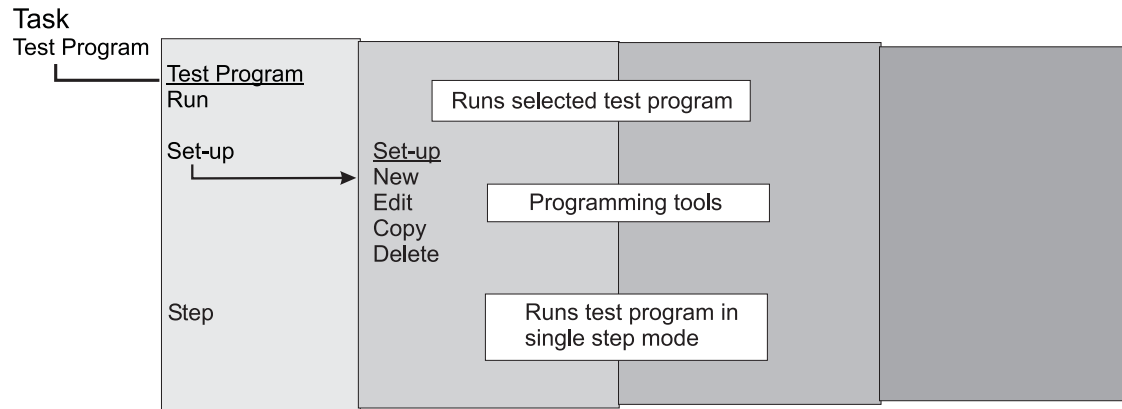 Task
Test Program
Test Program
Run
Runs selected test program
Set-up
Set-up
New
Edit
Programming tools
Copy
Delete
Step
Runs test program in
single step mode